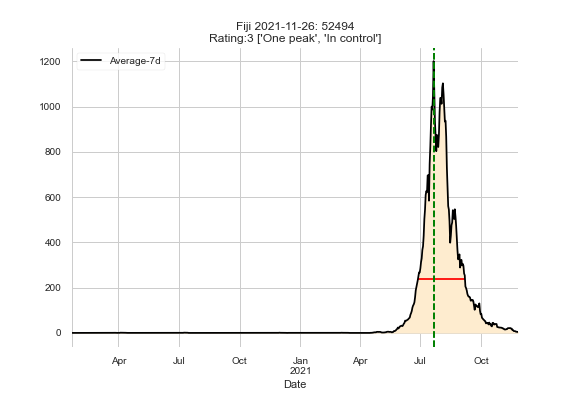 Fiji 2021-11-26: 52494
Rating:3 ['One peak', 'In control']
Average-7d
1200
1000
800
600
400
200
0
Apr
Jul
Oct
Jan
2021
Apr
Jul
Oct
Date